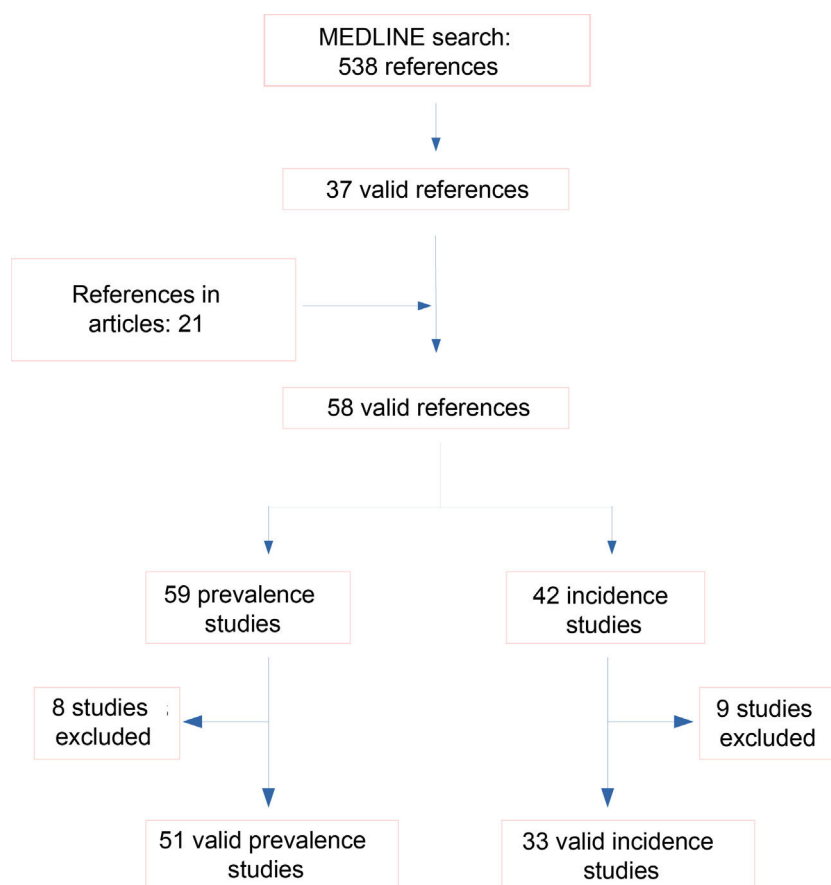 MEDLINE search:
538 references
37 valid references
References in
articles: 21
58 valid references
59 prevalence
studies
42 incidence
studies
8 studies
excluded
9 studies
excluded
51 valid prevalence
studies
33 valid incidence
studies